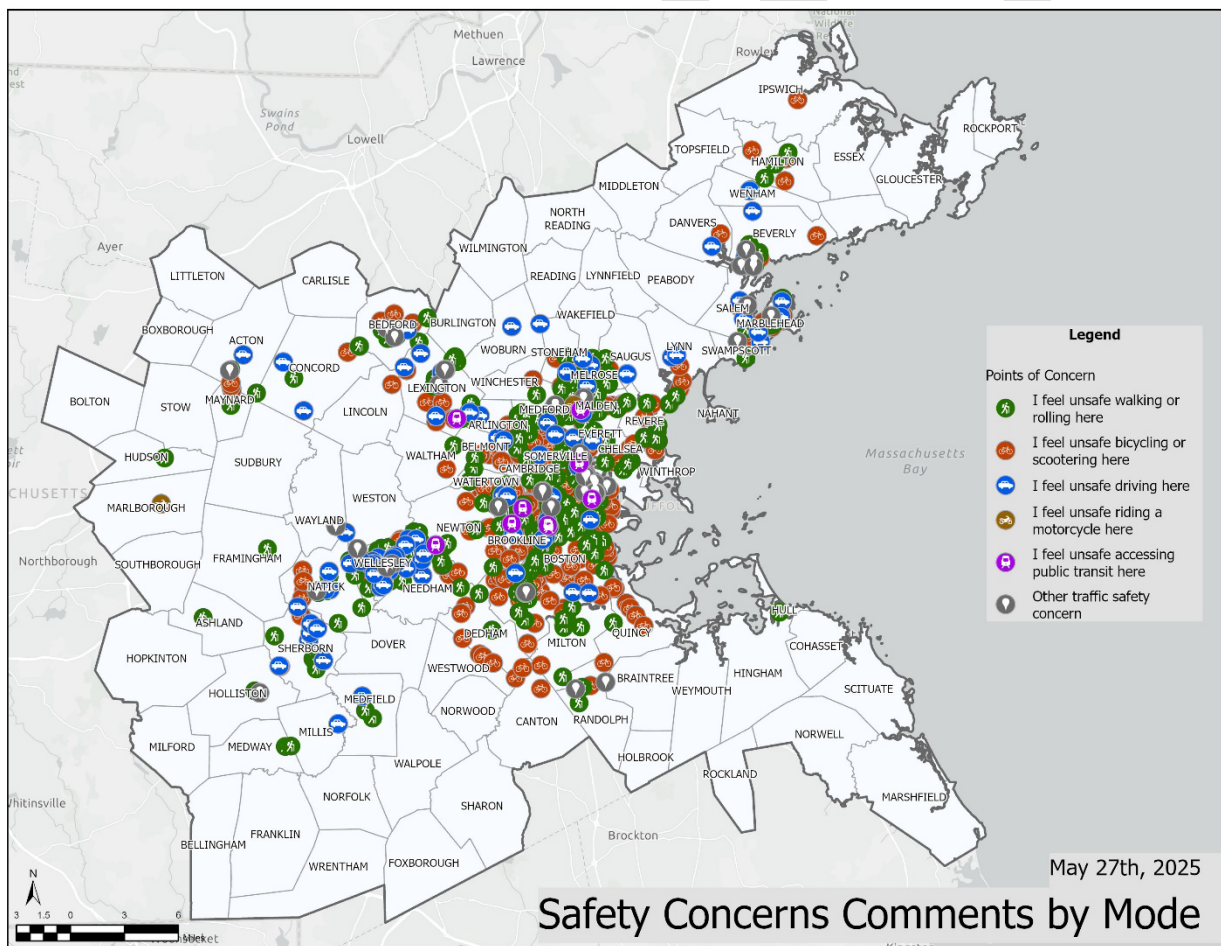 Methuen
Lawrence
Rowley
National
Wildlife
IPSWICH
Swains
Pond
Lowell
ROCKPORT
TOPSFIELD
HAMILTON
ESSEX
GLOUCESTER
MIDDLETON
WENHAM
NORTH
READING
DANVERS
BEVERLY
Ayer
WILMINGTON
LITTLETON
CARLISLE
READING
LYNNFIELD
PEABODY
BOXBOROUGH
BEDFORD
BURLINGTON
WAKEFIELD
SALEM
MARBLEHEAD
ACTON
WOBURN
STONEHAM
SAUGUS
LYNN
SWAMPSCOTT
CONCORD
BOLTON
STOW
MAYNARD
LEXINGTON
WINCHESTER
MELROSE
LINCOLN
MEDFORD
MALDEN
NAHANT
ARLINGTON
REVERE
EVERETT
HUDSON
SUDBURY
WALTHAM
BELMONT
SOMERVILLE
CHELSEA
Massachusetts
Bay
CAMBRIDGE
WINTHROP
CHUSETTS
WATERTOWN
MARLBOROUGH
WESTON
WAYLAND
NEWTON
BROOKLINE
Northborough
SOUTHBOROUGH
FRAMINGHAM
WELLESLEY
BOSTON
NATICK
NEEDHAM
ASHLAND
HULL
DEDHAM
QUINCY
HOPKINTON
SHERBORN
DOVER
MILTON
COHASSET
WESTWOOD
HINGHAM
BRAINTREE
WEYMOUTH
HOLLISTON
MEDFIELD
SCITUATE
NORWOOD
CANTON
RANDOLPH
MILLIS
MILFORD
MEDWAY
NORWELL
WALPOLE
HOLBROOK
ROCKLAND
NORFOLK
SHARON
MARSHFIELD
Whitinsville
FRANKLIN
BELLINGHAM
Brockton
WRENTHAM
FOXBOROUGH
Legend
Points of Concern
I feel unsafe walking or
rolling here
I feel unsafe bicycling or
scootering here
I feel unsafe driving here
I feel unsafe riding a
motorcycle here
I feel unsafe accessing
public transit here
Other traffic safety
concern
N
3 1.5 0 3 6
Miles
May 27th, 2025
Safety Concerns Comments by Mode